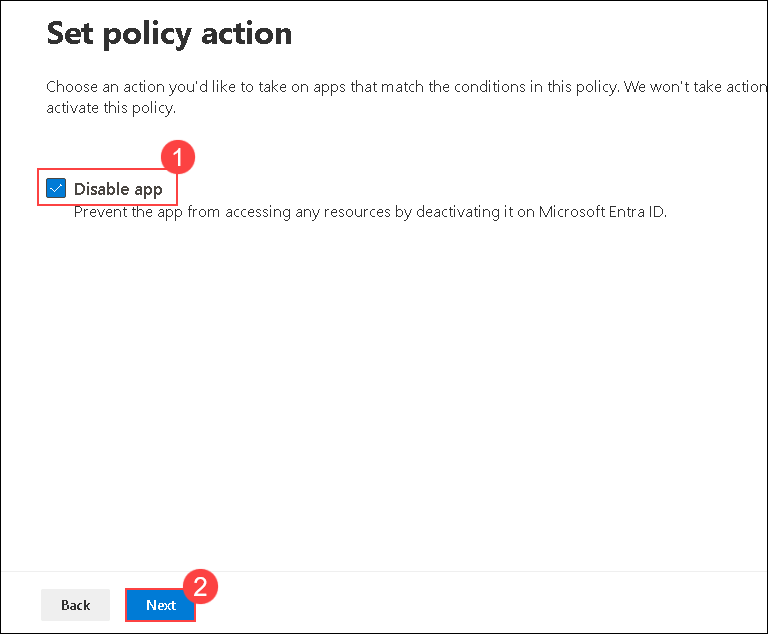 Set policy action
Choose an action you'd like to take on apps that match the conditions in this policy. We won't take action
activate this policy.
1
Disable app
Prevent the app from accessing any resources by deactivating it on Microsoft Entra ID.
2
Back Next